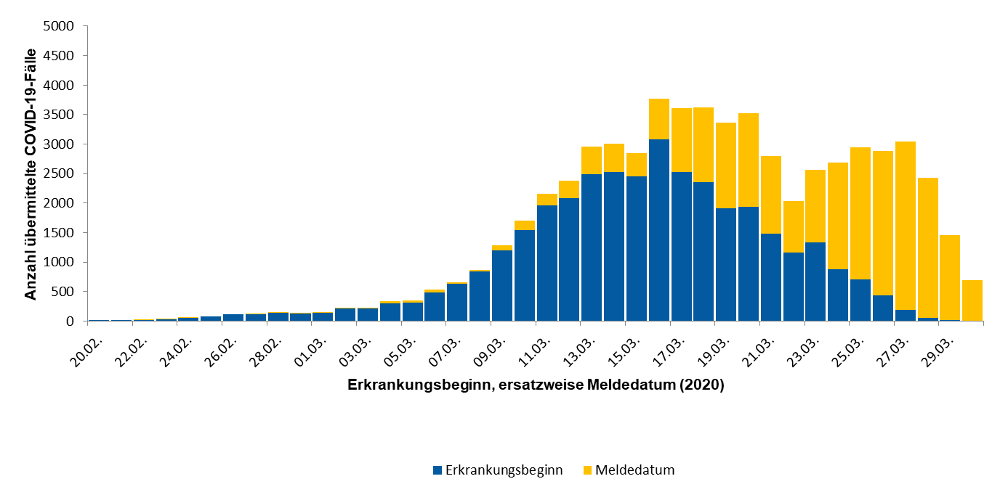 5000
4500
4000
3500
3000
2500
2000
1500
1000
500
0
Anzahl übermittelte COVID-19-Fälle
20.02. 22.02. 24.02. 26.02. 28.02. 01.03. 03.03. 05.03. 07.03. 09.03. 11.03. 13.03. 15.03. 17.03. 19.03. 21.03. 23.03. 25.03. 27.03. 29.03.
Erkrankungsbeginn, ersatzweise Meldedatum (2020)
Erkrankungsbeginn Meldedatum